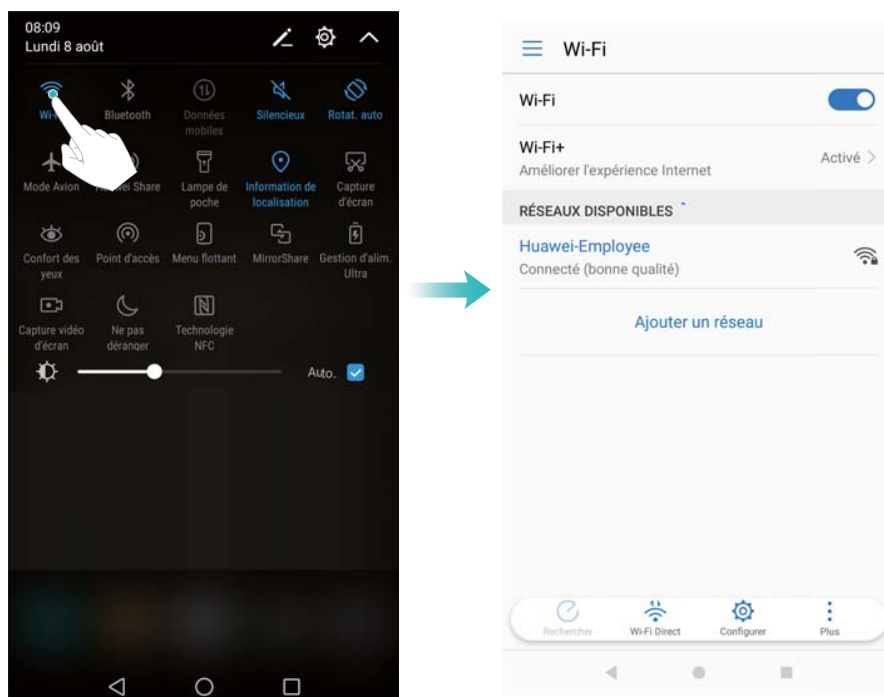 08:09
Lundi 8 août
Bluetooth
Données
mobiles
Silencieux
Rotat. auto
Mode Avion
Share
Lampe de
poche
Information de
localisation
Capture
d'écran
Confort des
yeux
Point d'accès
Menu flottant
MirrorShare
Gestion d'alim.
Ultra
Capture vidéo
d'écran
Ne pas
déranger
Technologie
NFC
Auto.
Wi-Fi
Wi-Fi
Wi-Fi+
Améliorer l'expérience Internet
Activé
RÉSEAUX DISPONIBLES
Huawei-Employee
Connecté (bonne qualité)
Ajouter un réseau
Rechercher
Wi-Fi Direct
Configurer
Plus